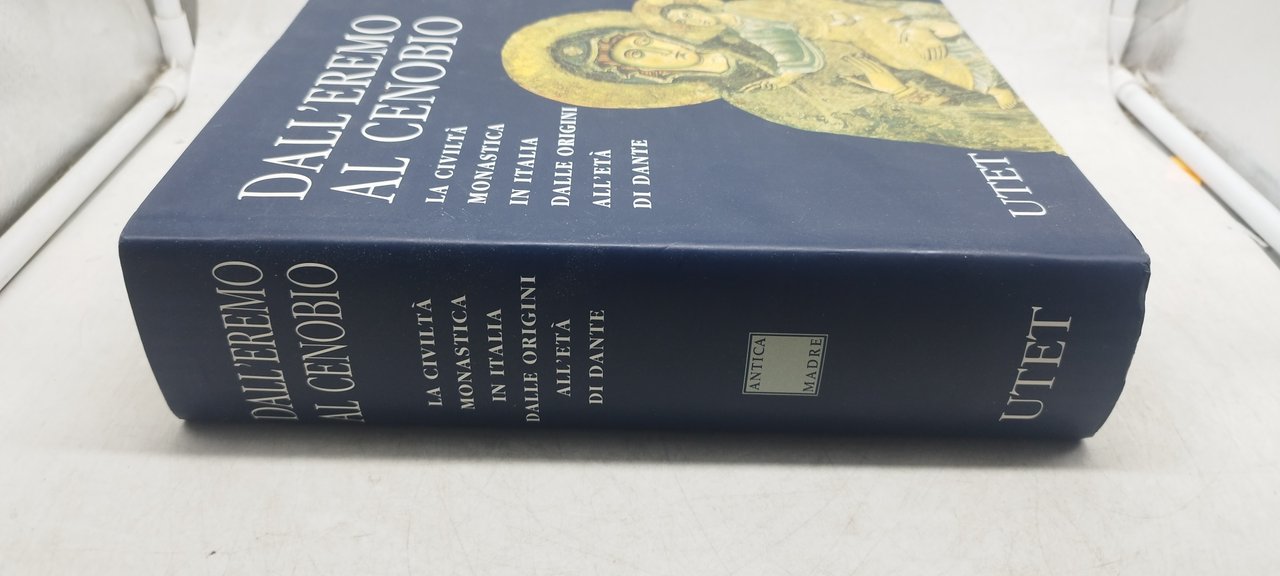 DALL'EREMO
AL CENOBIO
LA CIVILTÀ
MONASTICA
IN ITALIA
DALLE ORIGINI
ALL'ETÀ
DI DANTE
UTET
DALL'EREMO
AL CENOBIO
LA CIVILTÀ
MONASTICA
IN ITALIA
DALLE ORIGINI
ALL'ETÀ
DI DANTE
ANTICA
MADRE
UTET